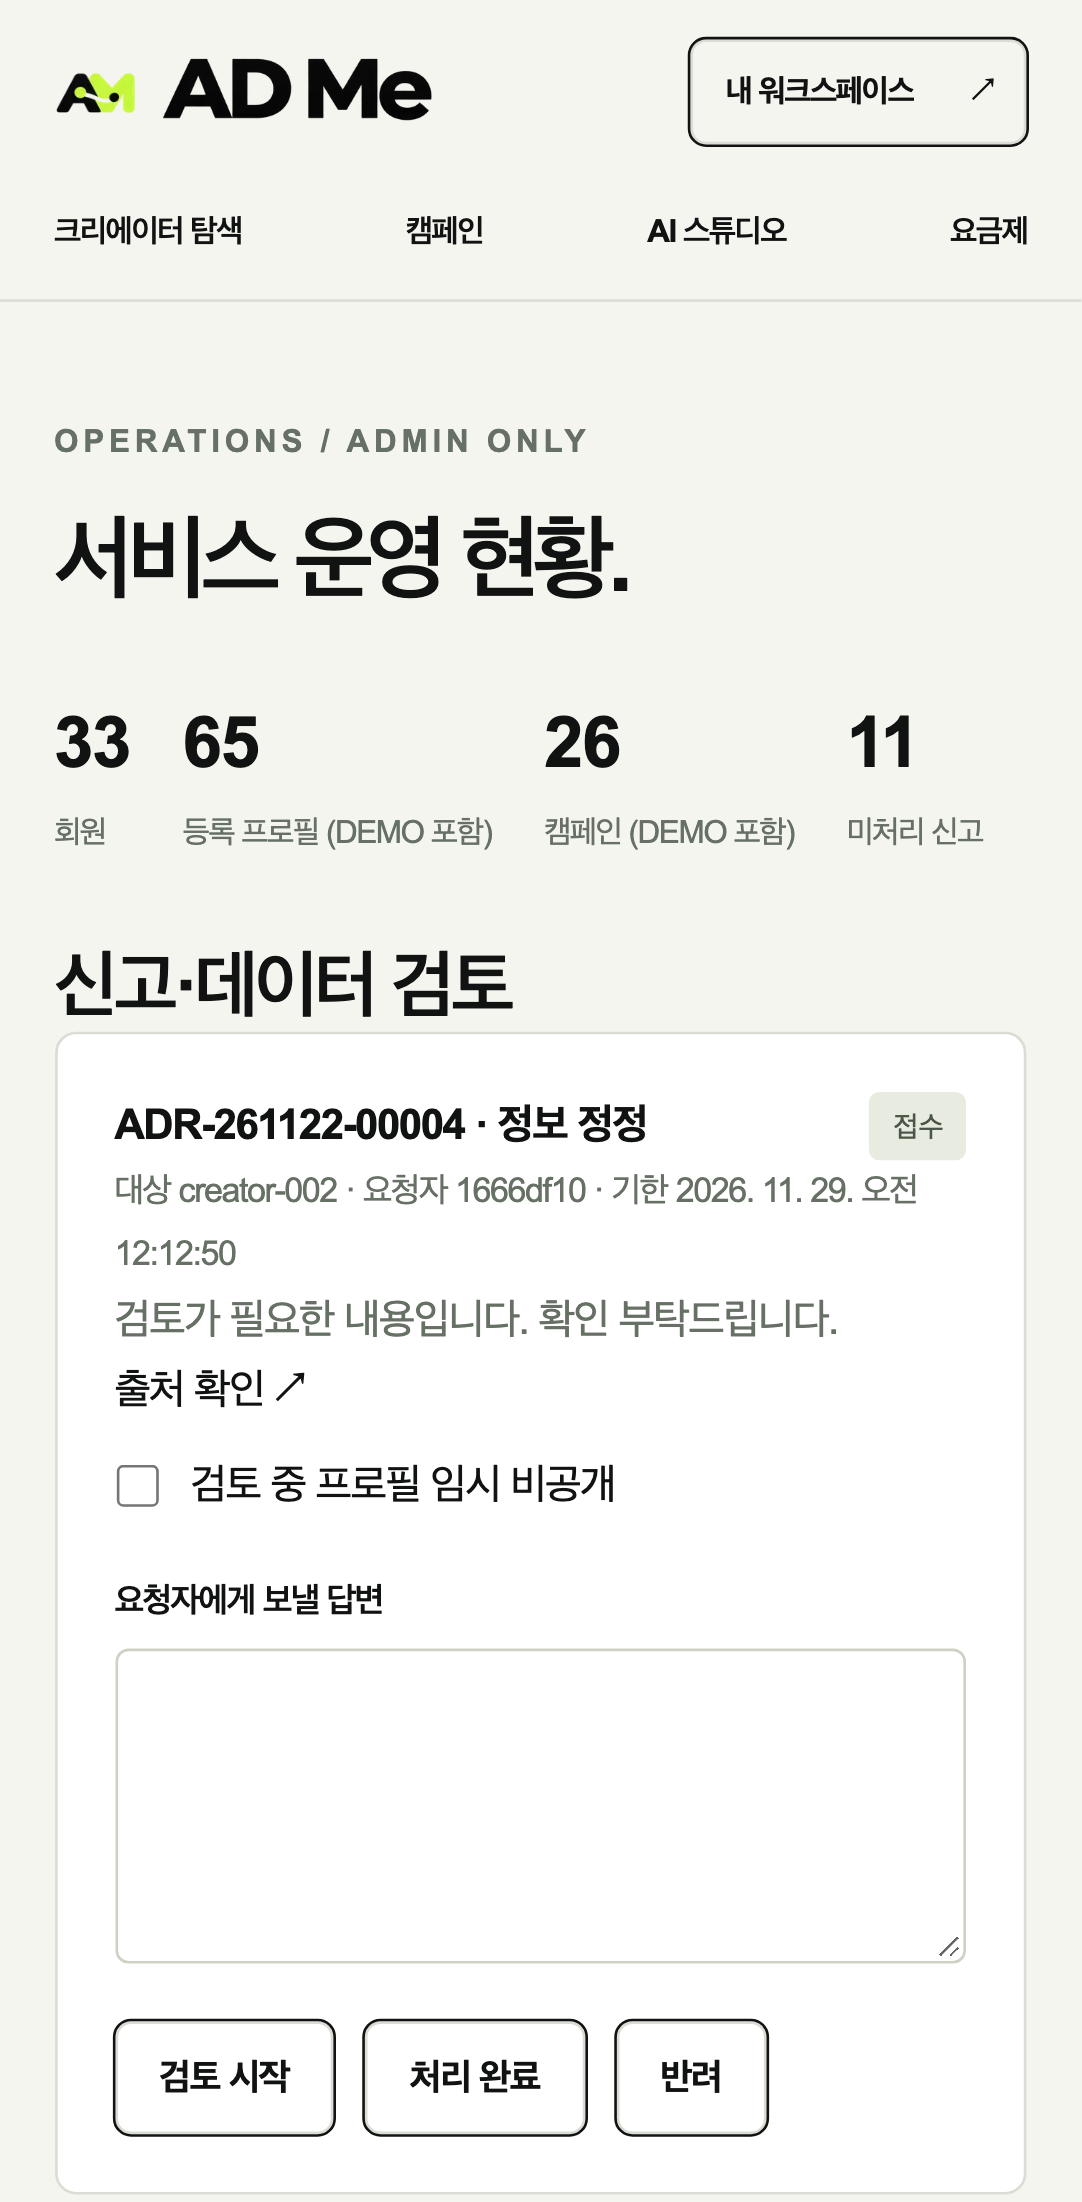 AM AD Me
내 워크스페이스 ↗
크리에이터 탐색 캠페인 AI 스튜디오 요금제
OPERATIONS / ADMIN ONLY
서비스 운영 현황.
33 65 26 11
회원 등록 프로필 (DEMO 포함) 캠페인 (DEMO 포함) 미처리 신고
신고·데이터 검토
ADR-261122-00004 · 정보 정정 접수
대상 creator-002 · 요청자 1666df10 · 기한 2026. 11. 29. 오전
12:12:50
검토가 필요한 내용입니다. 확인 부탁드립니다.
출처 확인 ↗
검토 중 프로필 임시 비공개
요청자에게 보낼 답변
검토 시작 처리 완료 반려